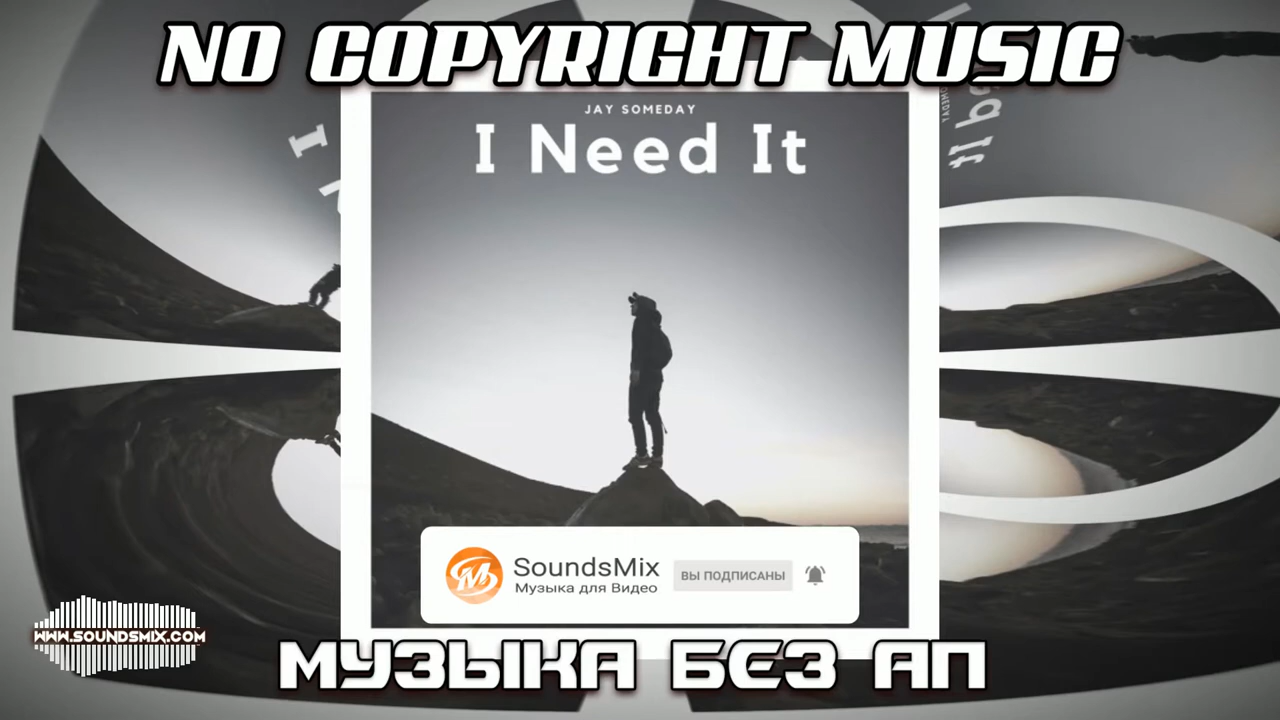 NO COPYRIGHT MUSIC
JAY SOMEDAY
I Need It
SoundsMix
Музыка для Видео
ВЫ ПОДПИСАНЫ
WWW.SOUNDSMIX.COM
МУЗЫКА БЕЗ АП